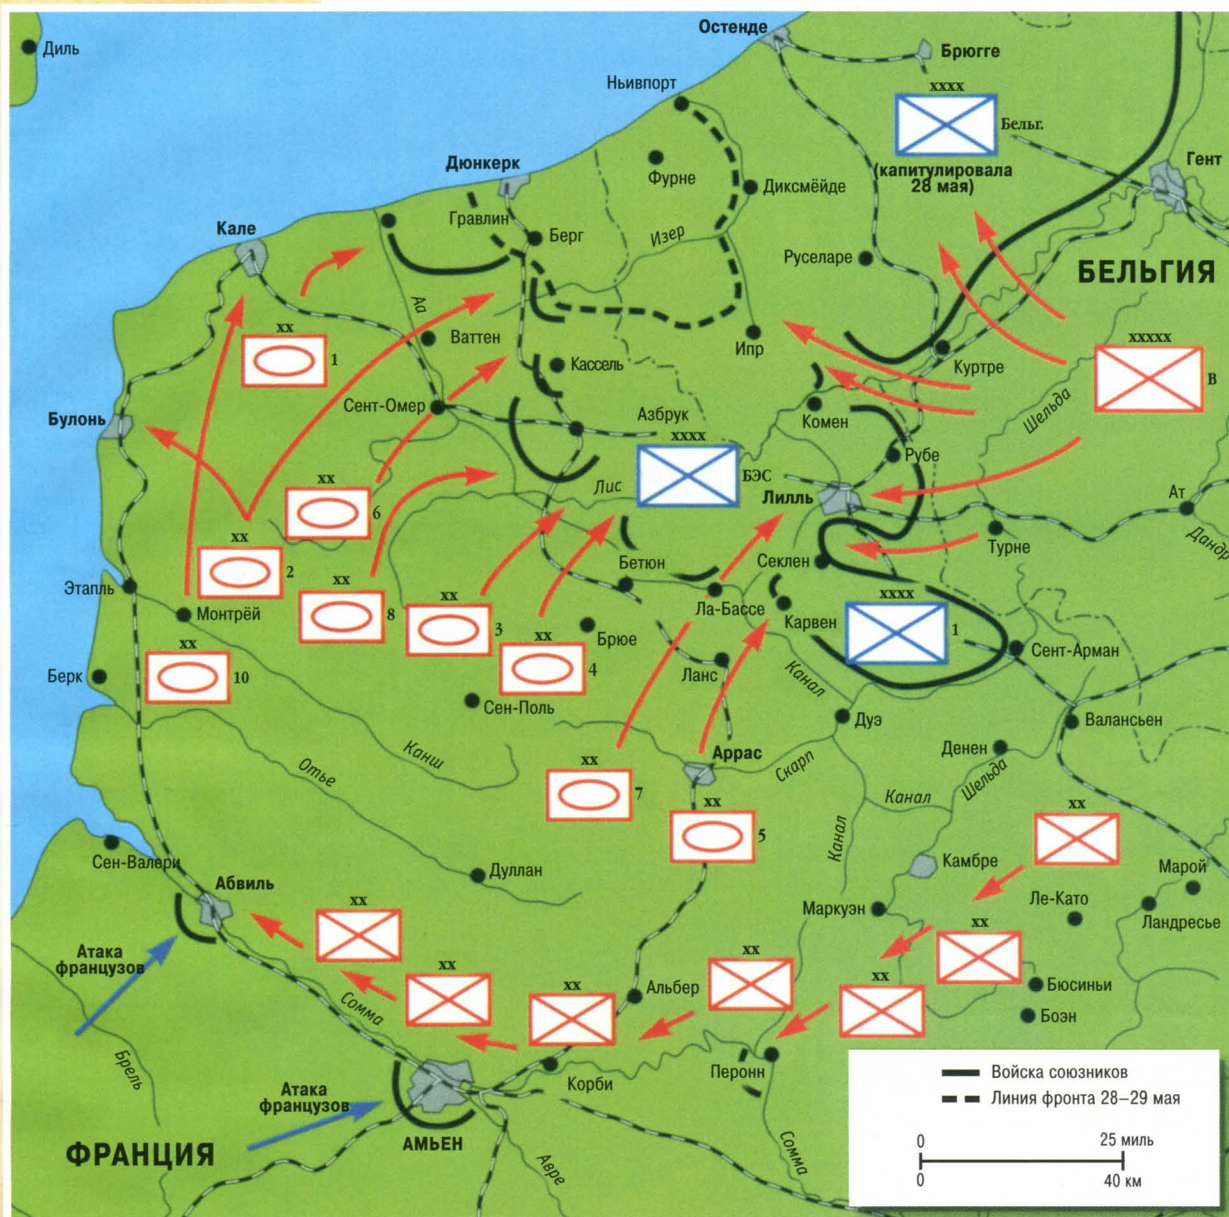 Остенде
Диль
Брюгге
Ньивпорт
xxxx
Бельг.
(капитулировала
28 мая)
Гент
Дюнкерк
Фурне
Диксмёйде
Гравлин
Кале
Берг
Изер
Руселаре
БЕЛЬГИЯ
Аа
xx
1
Ваттен
Ипр
xxxxx
В
Кассель
Куртре
Шельда
Сент-Омер
Булонь
Азбрук
Комен
xxxx
БЭС
Рубе
xx
6
Лис
Лилль
Ат
xx
2
Бетюн
Секлен
Турне
Дандр
Этапль
xx
8
Монтрёй
xx
3
Ла-Бассе
Карвен
xxxx
1
Брюе
xx
4
Сент-Арман
xx
10
Берк
Ланс
Канал
Сен-Поль
Дуэ
Валансьен
Канш
Аррас
Скарп
Денен
Отье
xx
7
Шельда
Канал
xx
5
Канал
xx
Сен-Валери
Дуллан
Камбре
Марой
Абвиль
Ле-Като
xx
Маркуэн
Ландресье
Атака
французов
xx
xx
xx
Альбер
xx
Бюсиньи
Сомма
xx
Боэн
Брель
Корби
Перонн
Атака
французов
АМЬЕН
ФРАНЦИЯ
Авре
Сомма
Войска союзников
Линия фронта 28–29 мая
0
25 миль
0
40 км